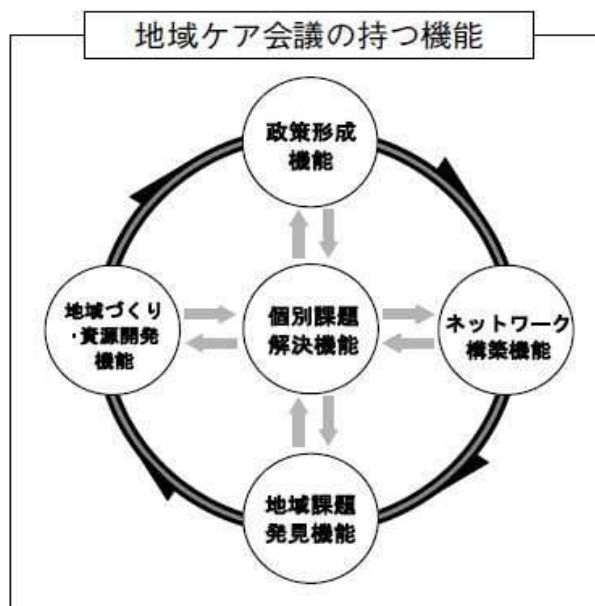 地域ケア会議の持つ機能
政策形成
機能
地域づくり
・資源開発
機能
個別課題
解決機能
ネットワーク
構築機能
地域課題
発見機能